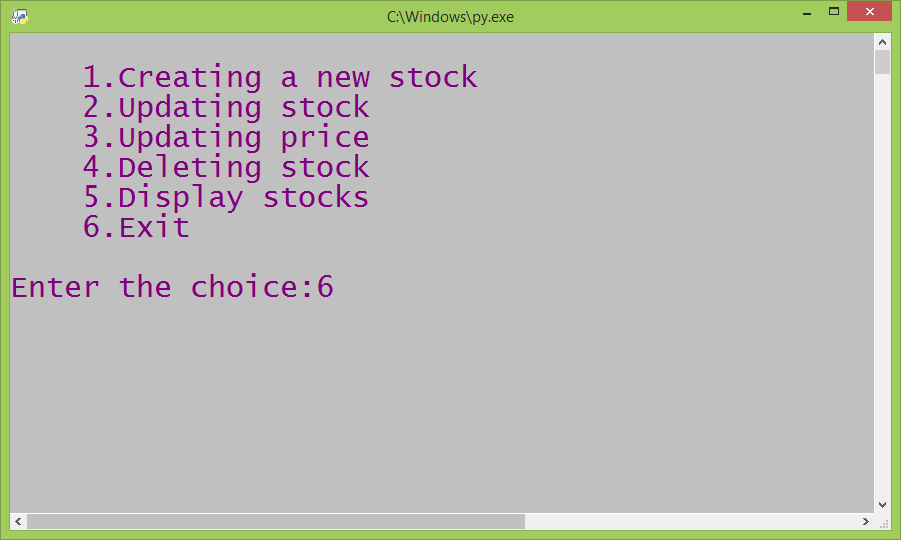 C:\Windows\py.exe
1.Creating a new stock
2.Updating stock
3.Updating price
4.Deleting stock
5.Display stocks
6.Exit
Enter the choice:6